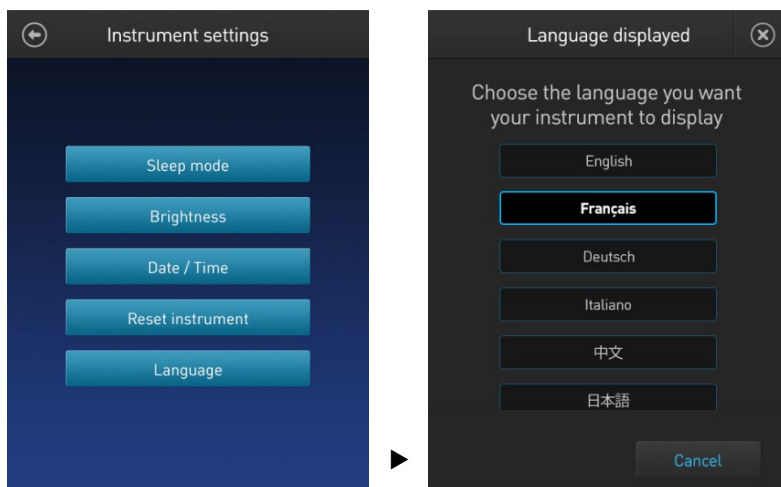 Instrument settings
Sleep mode
Brightness
Date / Time
Reset instrument
Language
Language displayed
Choose the language you want
your instrument to display
English
Français
Deutsch
Italiano
中文
日本語
Cancel